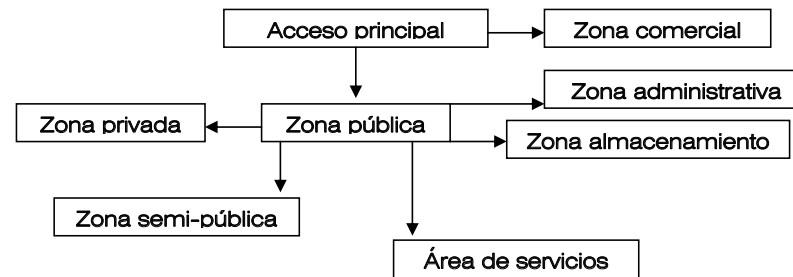 Acceso principal
Zona comercial
Zona administrativa
Zona privada
Zona pública
Zona almacenamiento
Zona semi-pública
Área de servicios